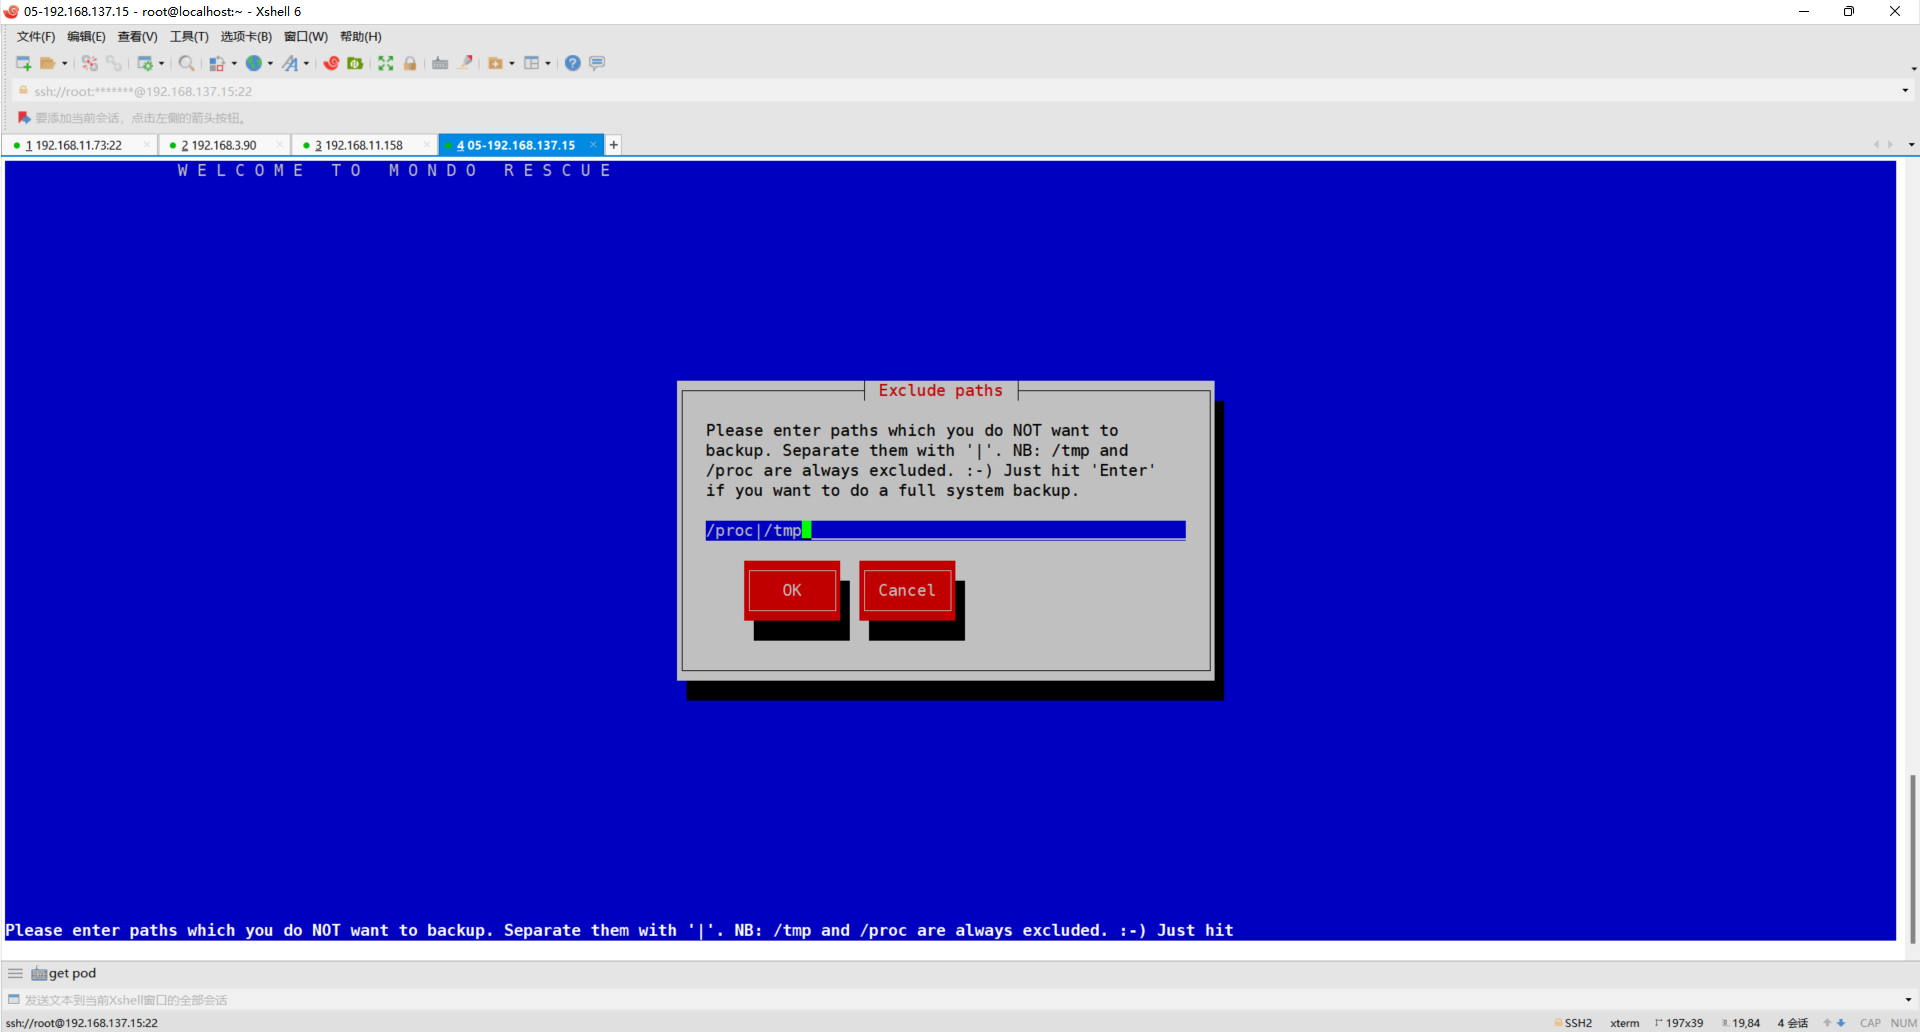 05-192.168.137.15 - root@localhost:~ - Xshell 6
文件(F) 编辑(E) 查看(V) 工具(T) 选项卡(B) 窗口(W) 帮助(H)
ssh://root:*******@192.168.137.15:22
要添加当前会话，点击左侧的箭头按钮。
1 192.168.11.73:22 2 192.168.3.90 3 192.168.11.158 4 05-192.168.137.15
W E L C O M E   T O   M O N D O   R E S C U E
Exclude paths
Please enter paths which you do NOT want to
backup. Separate them with '|'. NB: /tmp and
/proc are always excluded. :-) Just hit 'Enter'
if you want to do a full system backup.
/proc|/tmp
OK Cancel
Please enter paths which you do NOT want to backup. Separate them with '|'. NB: /tmp and /proc are always excluded. :-) Just hit
get pod
发送文本到当前Xshell窗口的全部会话
ssh://root@192.168.137.15:22 SSH2 xterm 197x39 19,84 4 会话 CAP NUM